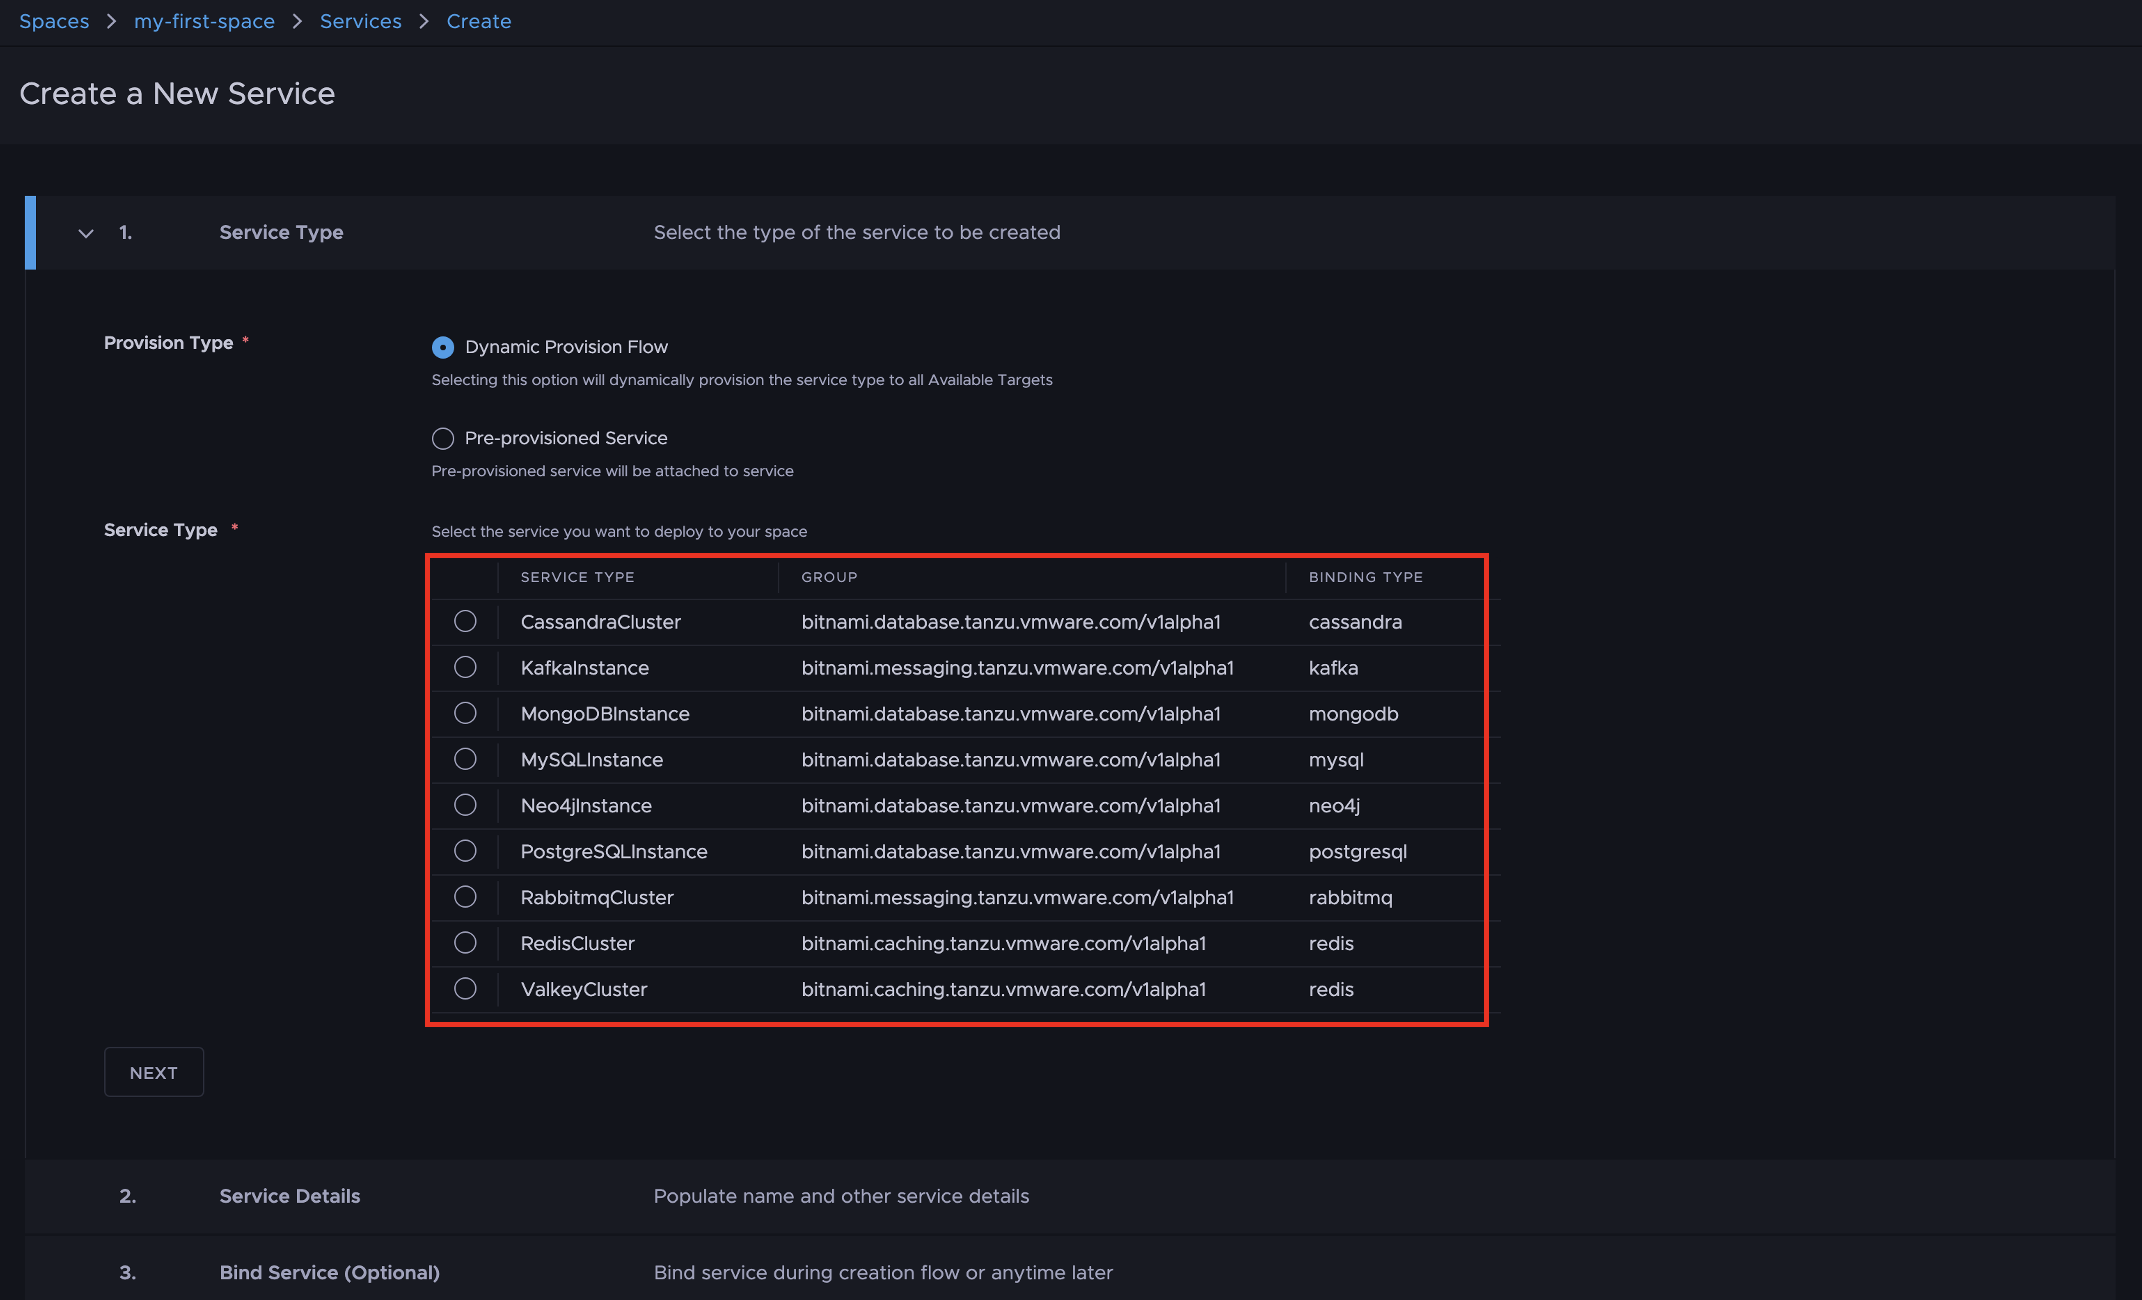 Spaces > my-first-space > Services > Create
Create a New Service
1. Service Type Select the type of the service to be created
Provision Type *
Dynamic Provision Flow
Selecting this option will dynamically provision the service type to all Available Targets
Pre-provisioned Service
Pre-provisioned service will be attached to service
Service Type *
Select the service you want to deploy to your space
SERVICE TYPE GROUP BINDING TYPE
CassandraCluster bitnami.database.tanzu.vmware.com/v1alpha1 cassandra
KafkaInstance bitnami.messaging.tanzu.vmware.com/v1alpha1 kafka
MongoDBInstance bitnami.database.tanzu.vmware.com/v1alpha1 mongodb
MySQLInstance bitnami.database.tanzu.vmware.com/v1alpha1 mysql
Neo4jInstance bitnami.database.tanzu.vmware.com/v1alpha1 neo4j
PostgreSQLInstance bitnami.database.tanzu.vmware.com/v1alpha1 postgresql
RabbitmqCluster bitnami.messaging.tanzu.vmware.com/v1alpha1 rabbitmq
RedisCluster bitnami.caching.tanzu.vmware.com/v1alpha1 redis
ValkeyCluster bitnami.caching.tanzu.vmware.com/v1alpha1 redis
NEXT
2. Service Details Populate name and other service details
3. Bind Service (Optional) Bind service during creation flow or anytime later